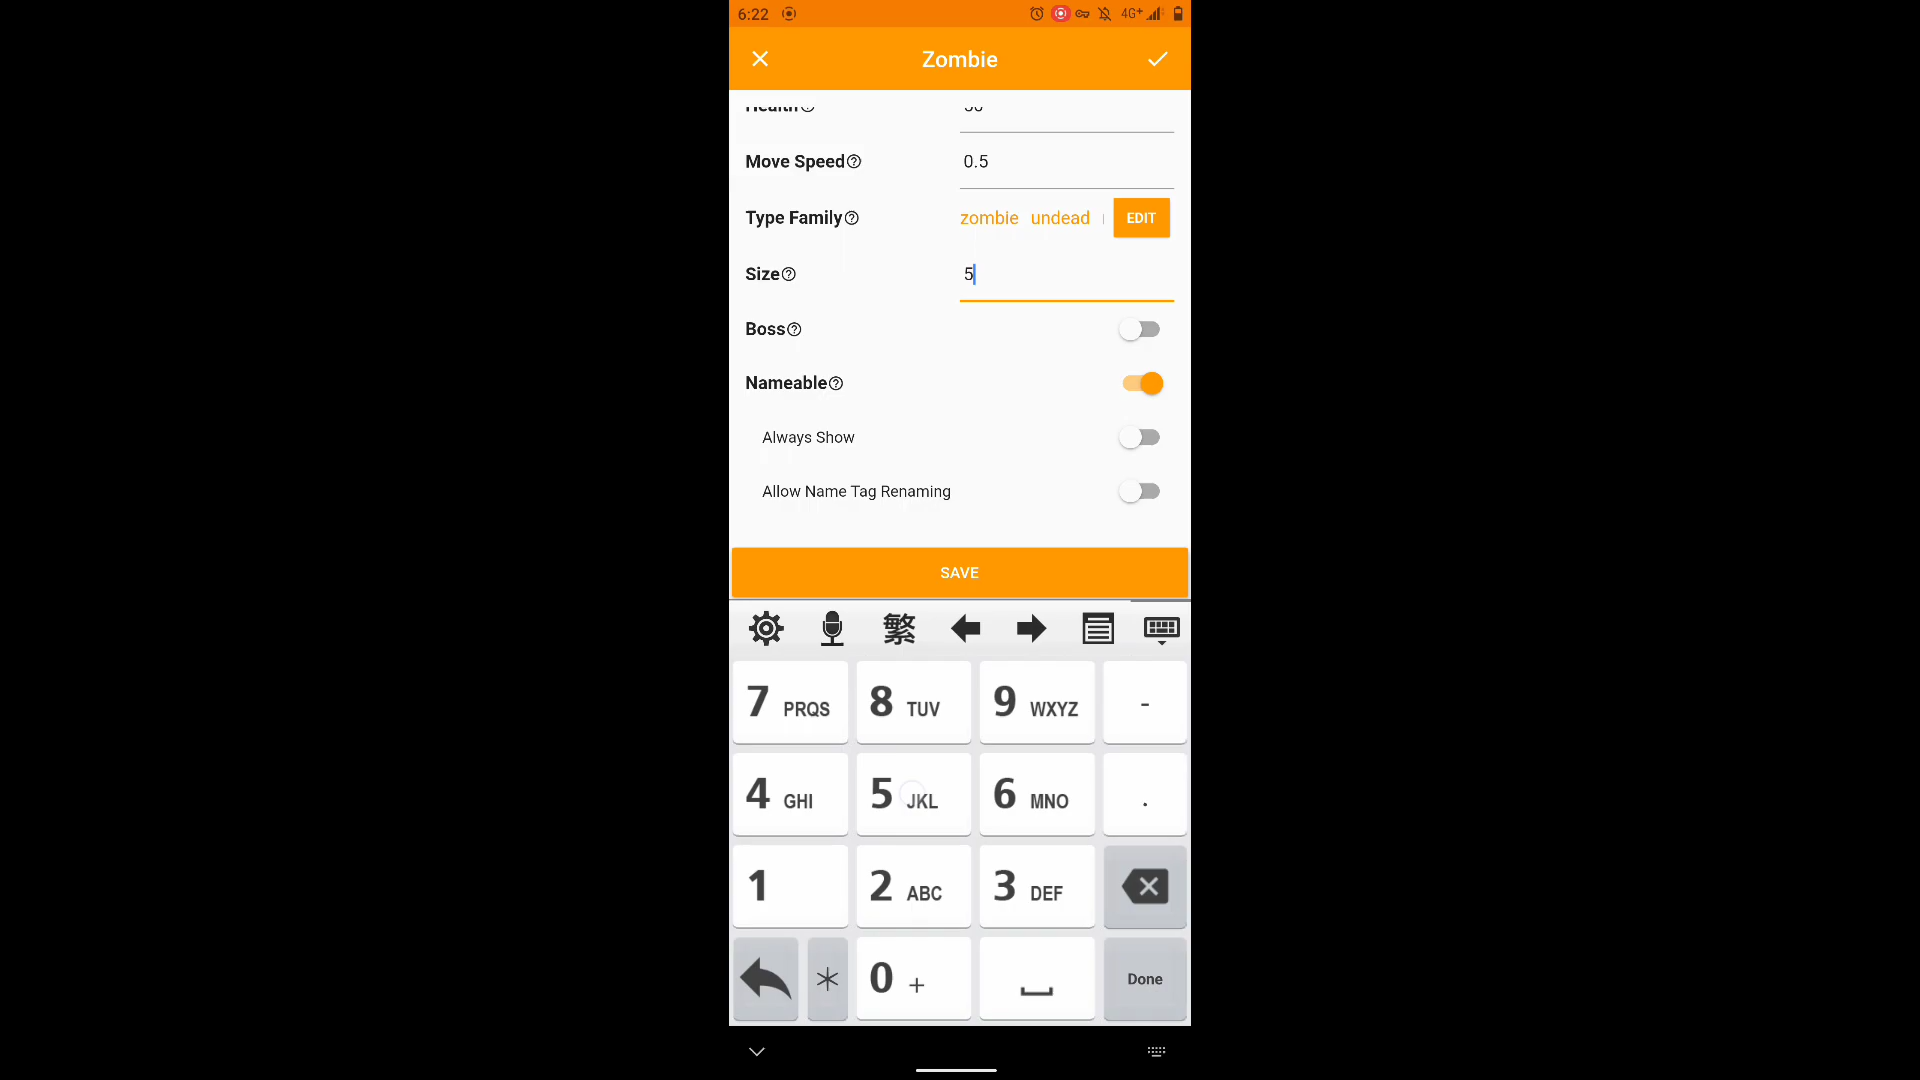 6:22 4G+
Zombie
Move Speed 0.5
Type Family zombie undead EDIT
Size 5
Boss
Nameable
Always Show
Allow Name Tag Renaming
SAVE
繁
7 PRQS 8 TUV 9 WXYZ -
4 GHI 5 JKL 6 MNO .
1 2 ABC 3 DEF
* 0 + Done